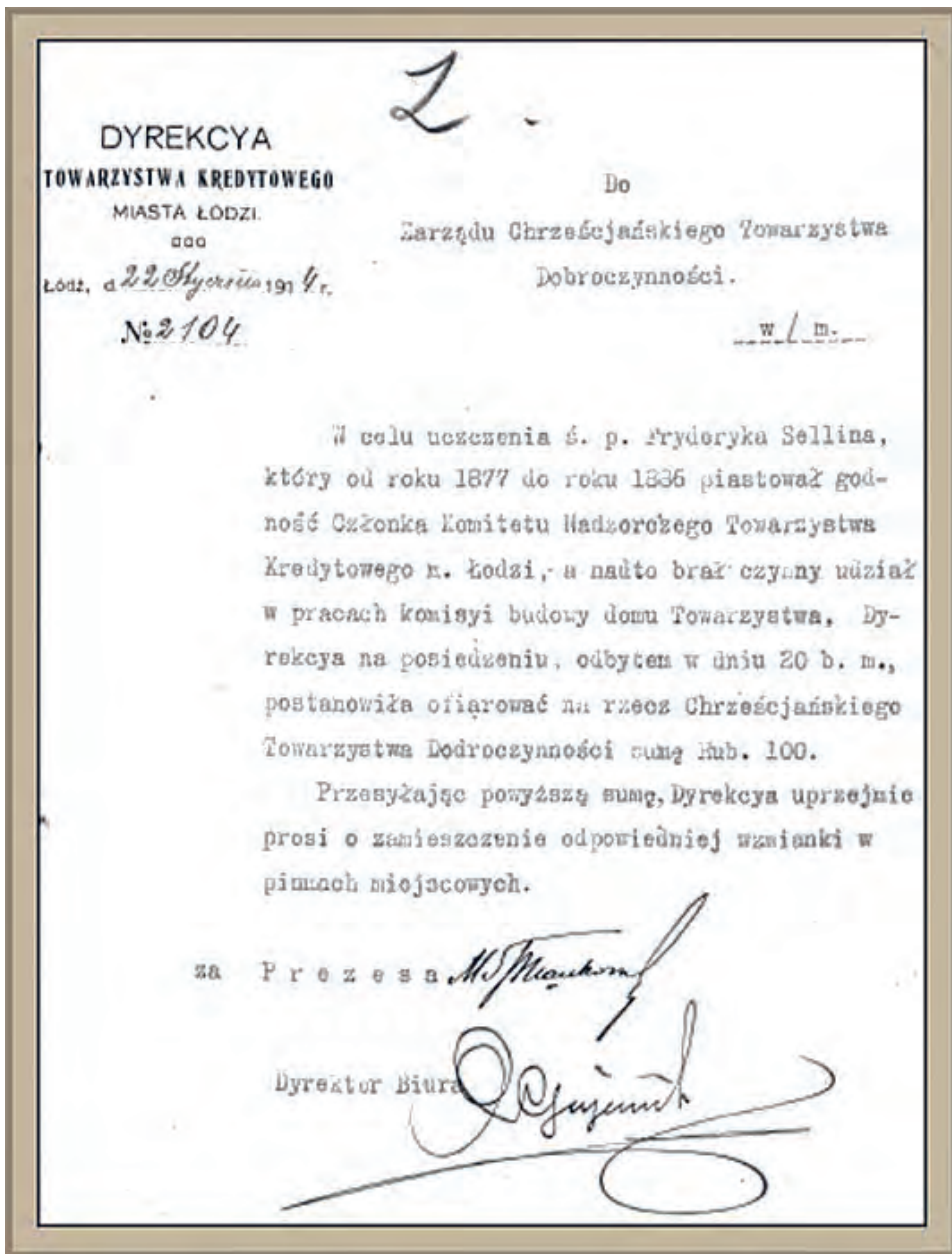 DYREKCYA
TOWARZYSTWA KREDYTOWEGO
MIASTA ŁODZI.
Łódź, d 22 Stycznia 1914 r.
№ 2104
Do
Zarządu Chrześcjańskiego Towarzystwa
Dobroczynności.
w / m.
W celu uczczenia ś. p. Fryderyka Sellina,
który od roku 1877 do roku 1886 piastował god-
ność Członka Komitetu Nadzorczego Towarzystwa
Kredytowego m. Łodzi, a nadto brał czynny udział
w pracach komisyi budowy domu Towarzystwa, Dy-
rekcya na posiedzeniu, odbytem w dniu 20 b. m.,
postanowiła ofiarować na rzecz Chrześcjańskiego
Towarzystwa Dodroczynności sumę Rub. 100.
Przesyłając powyższą sumę, Dyrekcya uprzejmie
prosi o zamieszczenie odpowiedniej wzmianki w
pismach miejscowych.
za Prezesa
Dyrektor Biura